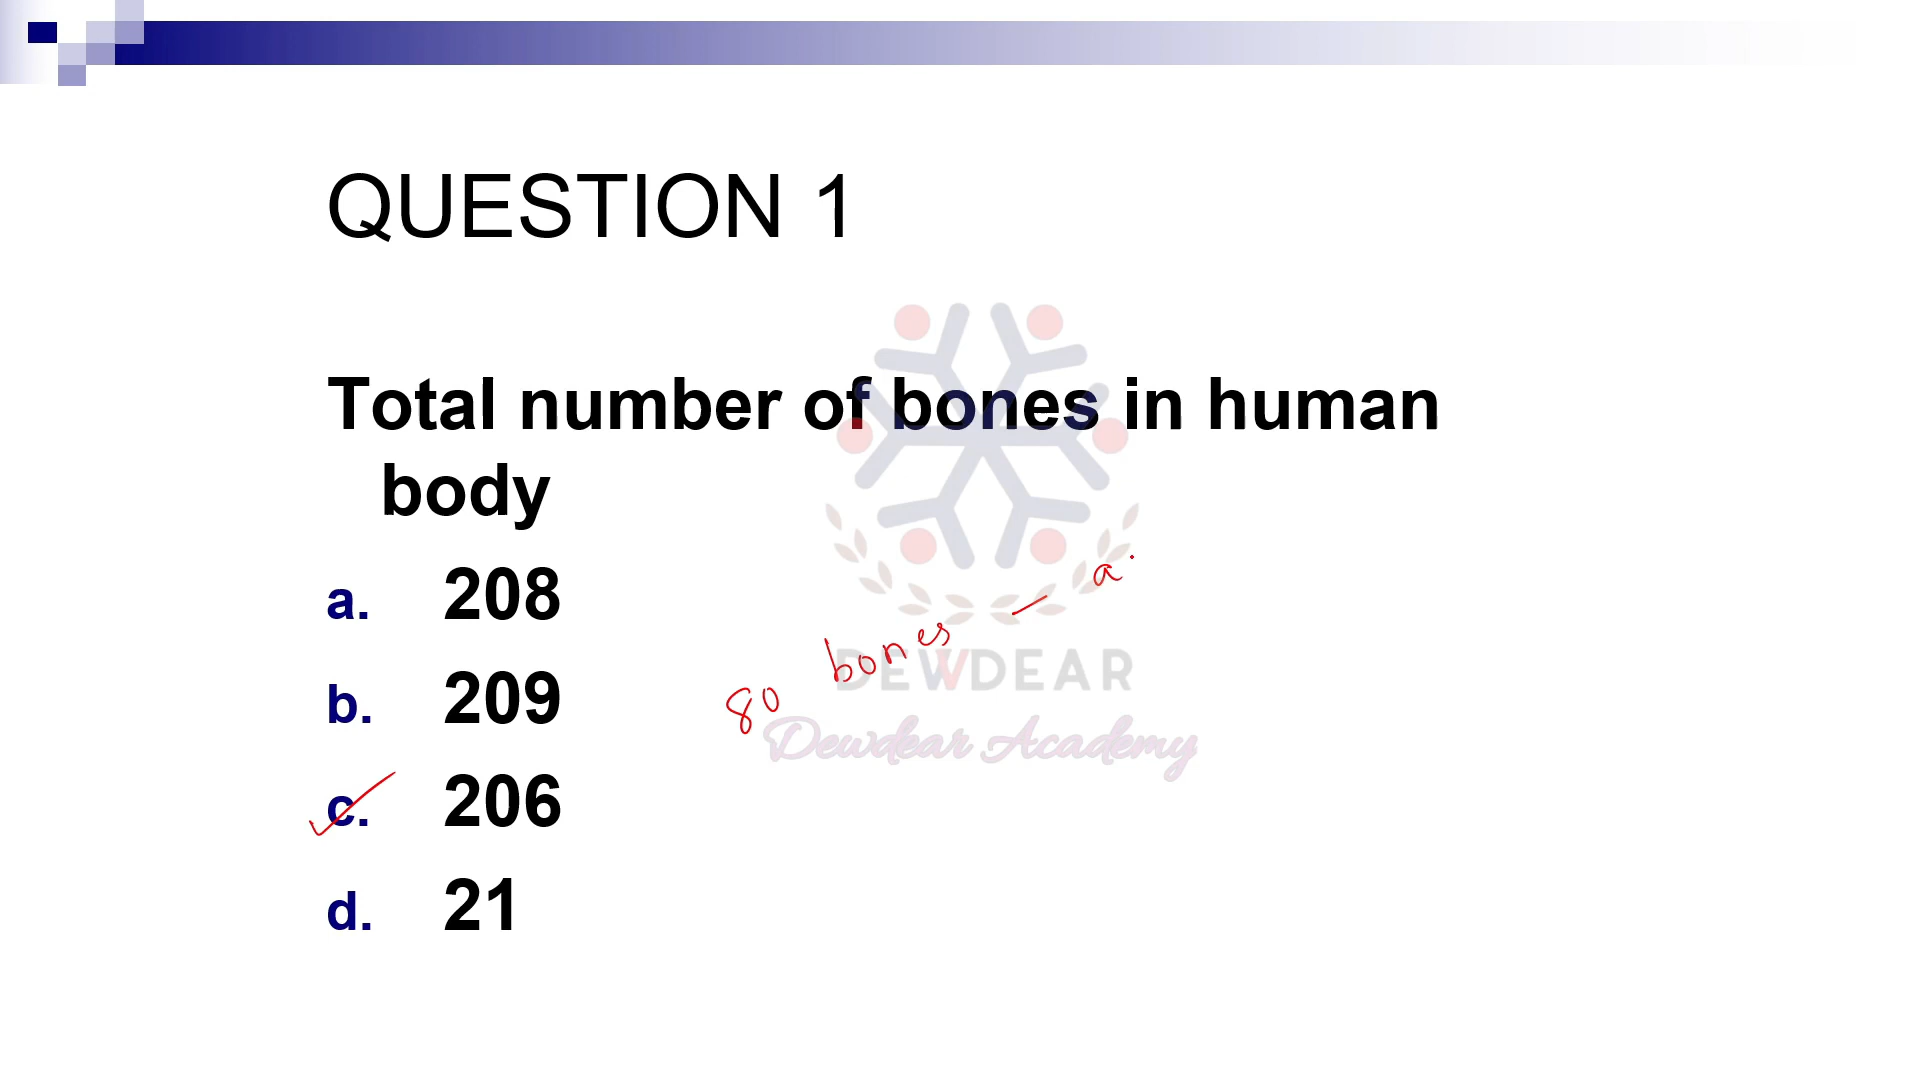 QUESTION 1
Total number of bones in human
body
a. 208
b. 209
c. 206
d. 21
80 bones – a
DEWDEAR
Dewdear Academy